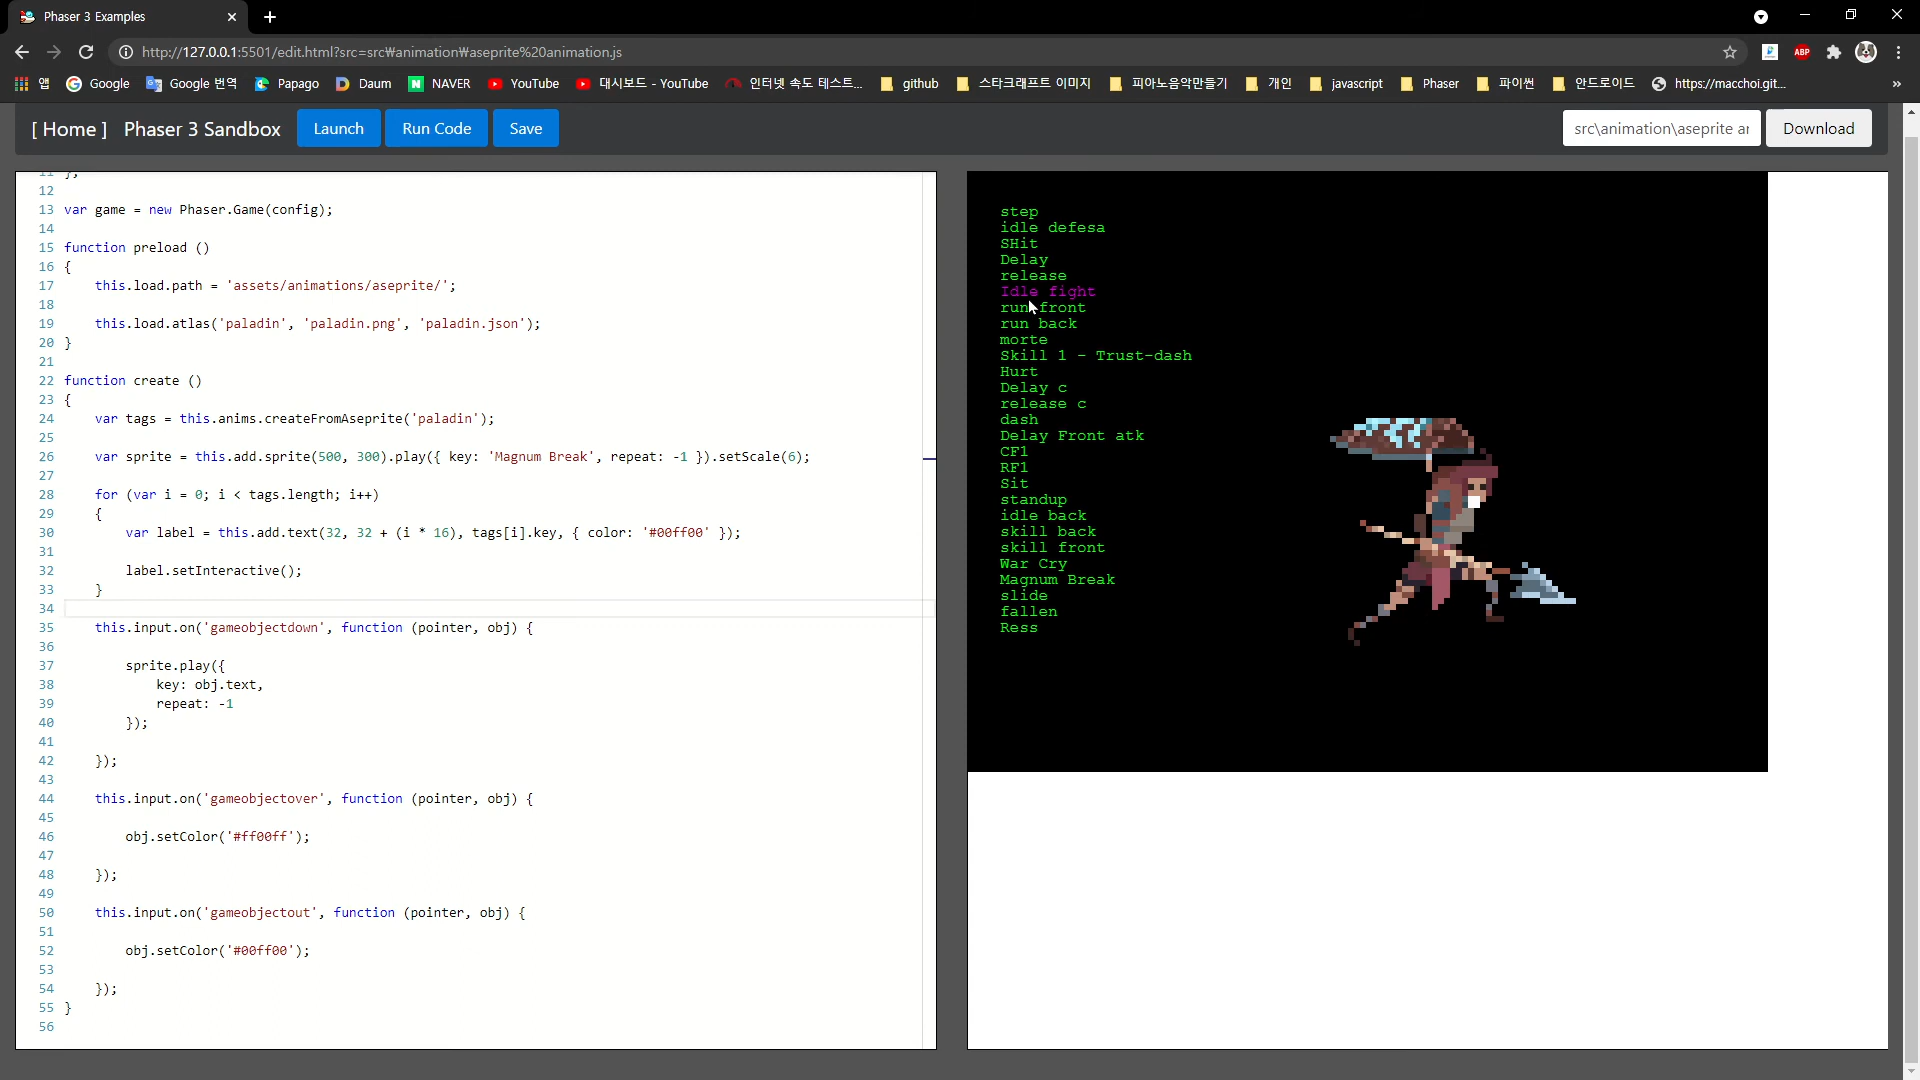 Phaser 3 Examples
http://127.0.0.1:5501/edit.html?src=src₩animation₩aseprite%20animation.js
앱 Google Google 번역 Papago Daum NAVER YouTube 대시보드 - YouTube 인터넷 속도 테스트... github 스타크래프트 이미지 피아노음악만들기 개인 javascript Phaser 파이썬 안드로이드 https://macchoi.git... »
[ Home ] Phaser 3 Sandbox Launch Run Code Save src\animation\aseprite ar Download
11 };
12
13 var game = new Phaser.Game(config);
14
15 function preload ()
16 {
17 this.load.path = 'assets/animations/aseprite/';
18
19 this.load.atlas('paladin', 'paladin.png', 'paladin.json');
20 }
21
22 function create ()
23 {
24 var tags = this.anims.createFromAseprite('paladin');
25
26 var sprite = this.add.sprite(500, 300).play({ key: 'Magnum Break', repeat: -1 }).setScale(6);
27
28 for (var i = 0; i < tags.length; i++)
29 {
30 var label = this.add.text(32, 32 + (i * 16), tags[i].key, { color: '#00ff00' });
31
32 label.setInteractive();
33 }
34
35 this.input.on('gameobjectdown', function (pointer, obj) {
36
37 sprite.play({
38 key: obj.text,
39 repeat: -1
40 });
41
42 });
43
44 this.input.on('gameobjectover', function (pointer, obj) {
45
46 obj.setColor('#ff00ff');
47
48 });
49
50 this.input.on('gameobjectout', function (pointer, obj) {
51
52 obj.setColor('#00ff00');
53
54 });
55 }
56
step
idle defesa
SHit
Delay
release
Idle fight
run front
run back
morte
Skill 1 - Trust-dash
Hurt
Delay c
release c
dash
Delay Front atk
CF1
RF1
Sit
standup
idle back
skill back
skill front
War Cry
Magnum Break
slide
fallen
Ress
ABP